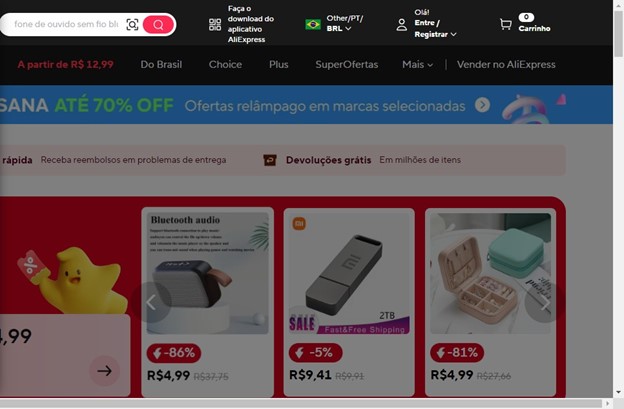 fone de ouvido sem fio blu
Faça o
download do
aplicativo
AliExpress
Other/PT/
BRL
Olá!
Entre /
Registrar
0
Carrinho
A partir de R$ 12,99
Do Brasil
Choice
Plus
SuperOfertas
Mais
Vender no AliExpress
SANA ATÉ 70% OFF Ofertas relâmpago em marcas selecionadas
rápida Receba reembolsos em problemas de entrega
Devoluções grátis Em milhões de itens
Bluetooth audio
2TB
SALE Fast&Free Shipping
4,99
-86%
R$4,99 R$37,75
-5%
R$9,41 R$9,91
-81%
R$4,99 R$27,66